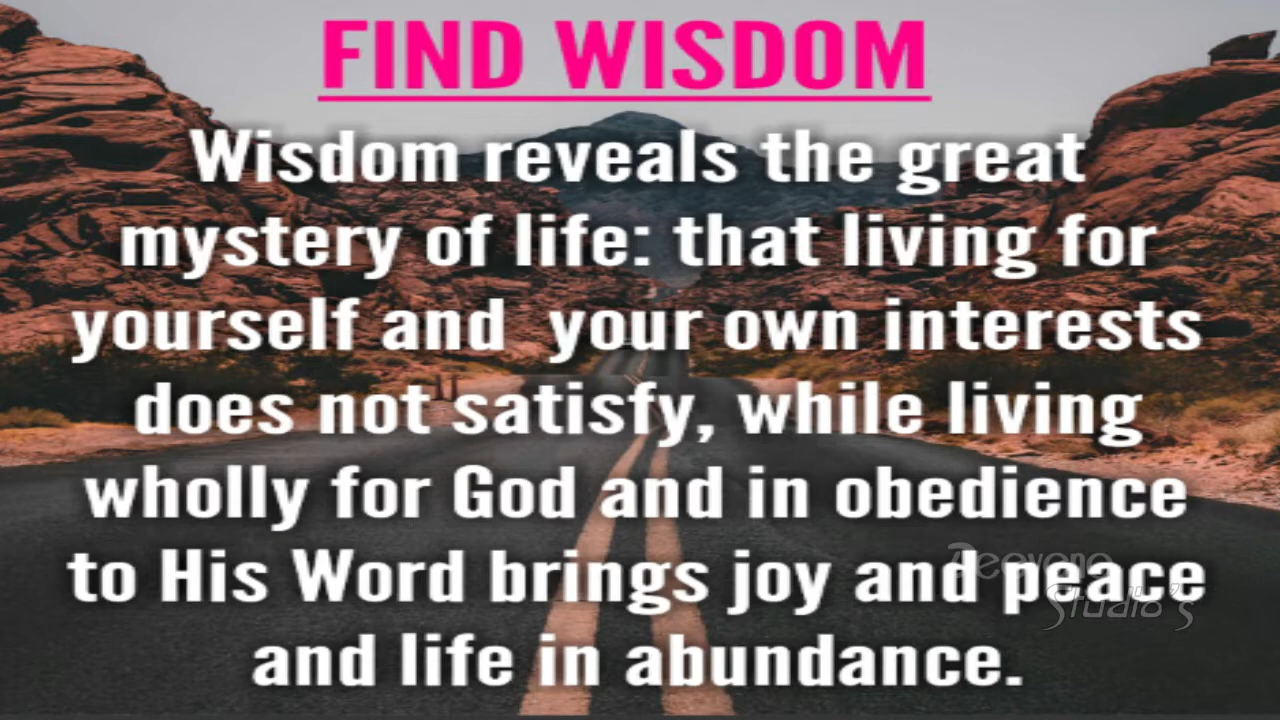 FIND WISDOM
Wisdom reveals the great
mystery of life: that living for
yourself and  your own interests
does not satisfy, while living
wholly for God and in obedience
to His Word brings joy and peace
and life in abundance.
Studio's